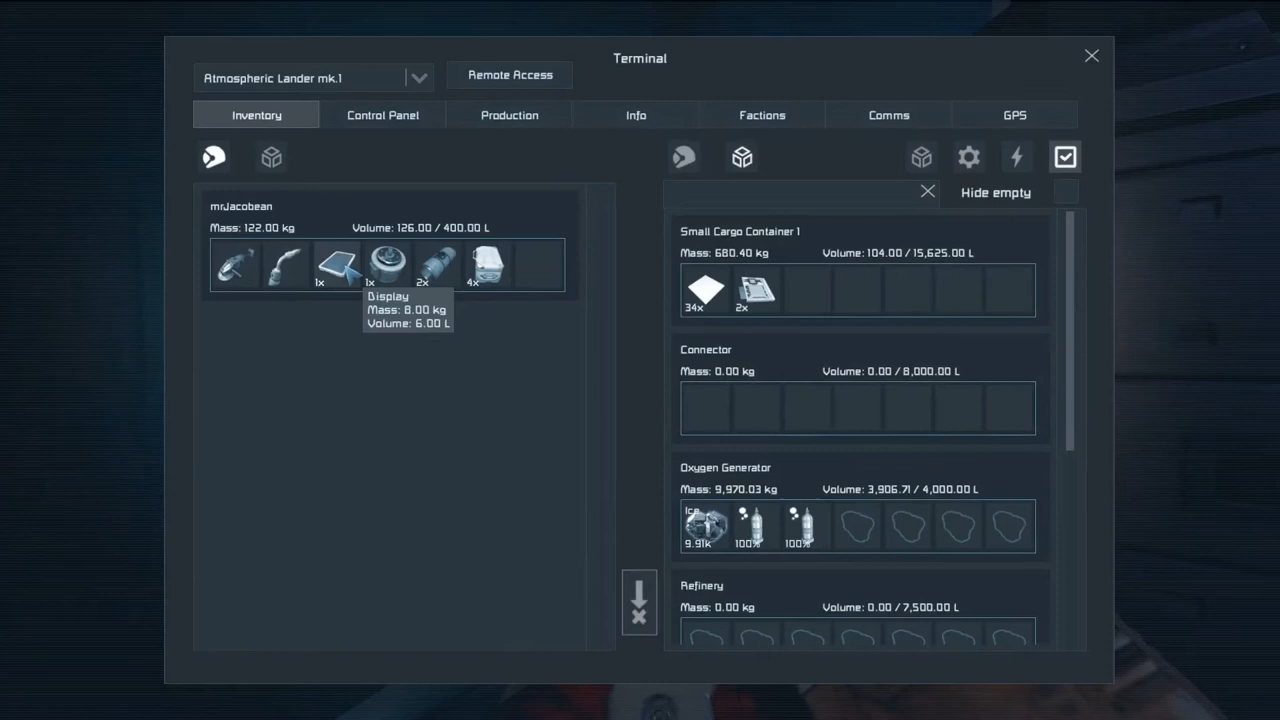 Terminal
Atmospheric Lander mk.1
Remote Access
Inventory
Control Panel
Production
Info
Factions
Comms
GPS
mrJacobean
Mass: 122.00 kg
Volume: 126.00 / 400.00 L
1x
1x
2x
4x
Display
Mass: 8.00 kg
Volume: 6.00 L
Hide empty
Small Cargo Container 1
Mass: 680.40 kg
Volume: 104.00 / 15,625.00 L
34x
2x
Connector
Mass: 0.00 kg
Volume: 0.00 / 8,000.00 L
Oxygen Generator
Mass: 9,970.03 kg
Volume: 3,906.71 / 4,000.00 L
Ice
9.91k
100%
100%
Refinery
Mass: 0.00 kg
Volume: 0.00 / 7,500.00 L